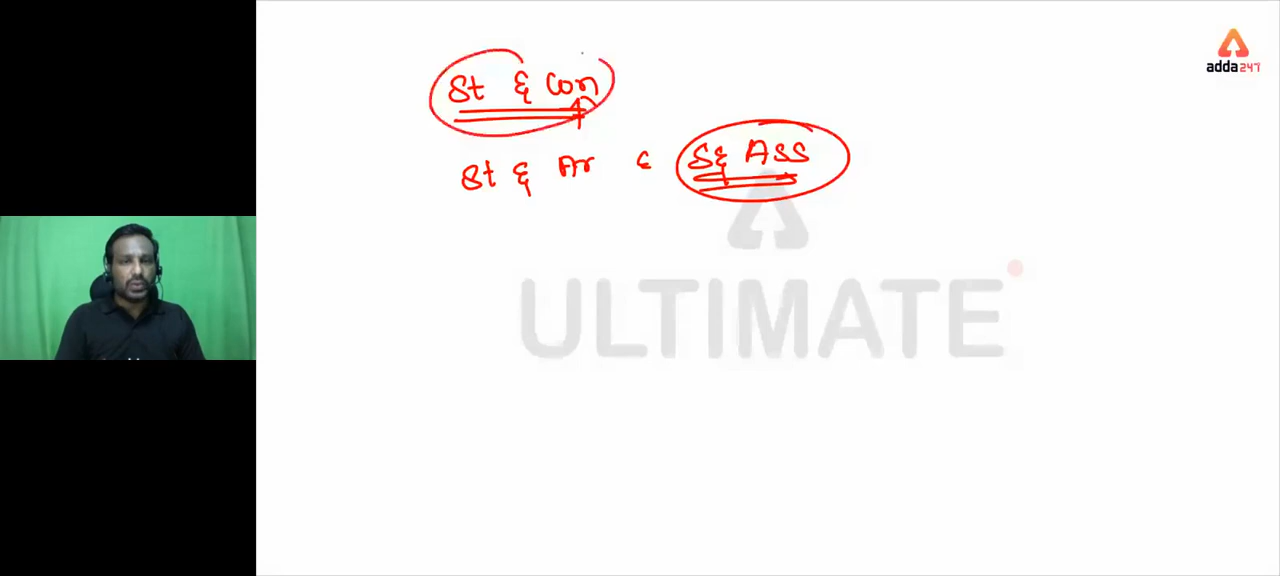 adda247
St & Con
St & Ar
S& ASS
ULTIMATE